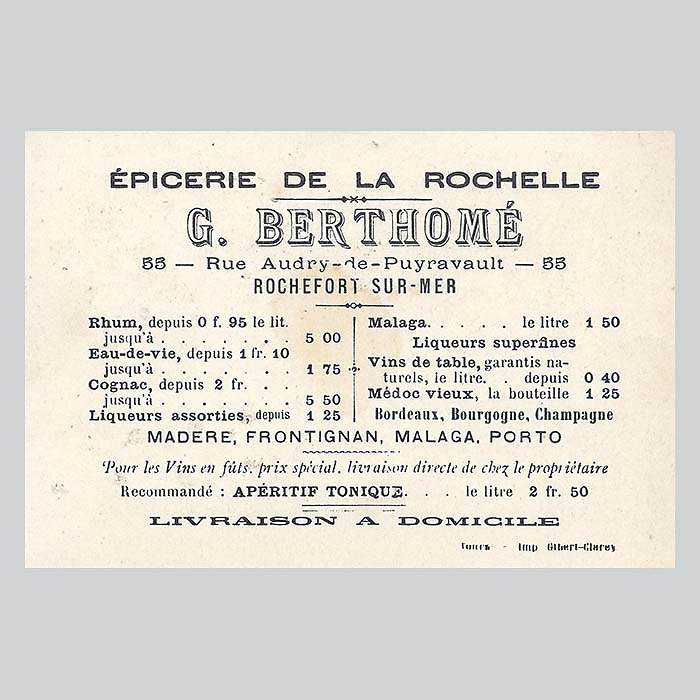 ÉPICERIE DE LA ROCHELLE
G. BERTHOMÉ
55 — Rue Audry-de-Puyravault — 55
ROCHEFORT SUR-MER
Rhum, depuis 0 f. 95 le lit.
jusqu'à . . . . . . . 5 00
Eau-de-vie, depuis 1 fr. 10
jusqu'à . . . . . . . 1 75
Cognac, depuis 2 fr. . .
jusqu'à . . . . . . . 5 50
Liqueurs assorties, depuis 1 25
Malaga. . . . . le litre 1 50
Liqueurs superfines
Vins de table, garantis na-
turels, le litre. . depuis 0 40
Médoc vieux, la bouteille 1 25
Bordeaux, Bourgogne, Champagne
MADERE, FRONTIGNAN, MALAGA, PORTO
Pour les Vins en fûts, prix spécial, livraison directe de chez le propriétaire
Recommandé : APÉRITIF TONIQUE. . . le litre 2 fr. 50
LIVRAISON A DOMICILE
Tours - Imp Gibert-Clarey